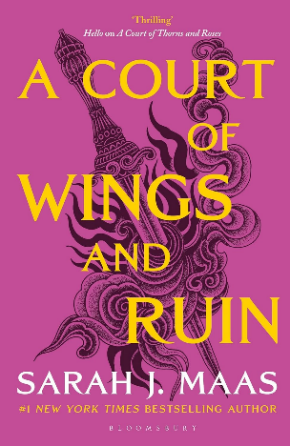 ‘Thrilling’
Hello on A Court of Thorns and Roses
A COURT
OF
WINGS
AND
RUIN
SARAH J. MAAS
#1 NEW YORK TIMES BESTSELLING AUTHOR
BLOOMSBURY